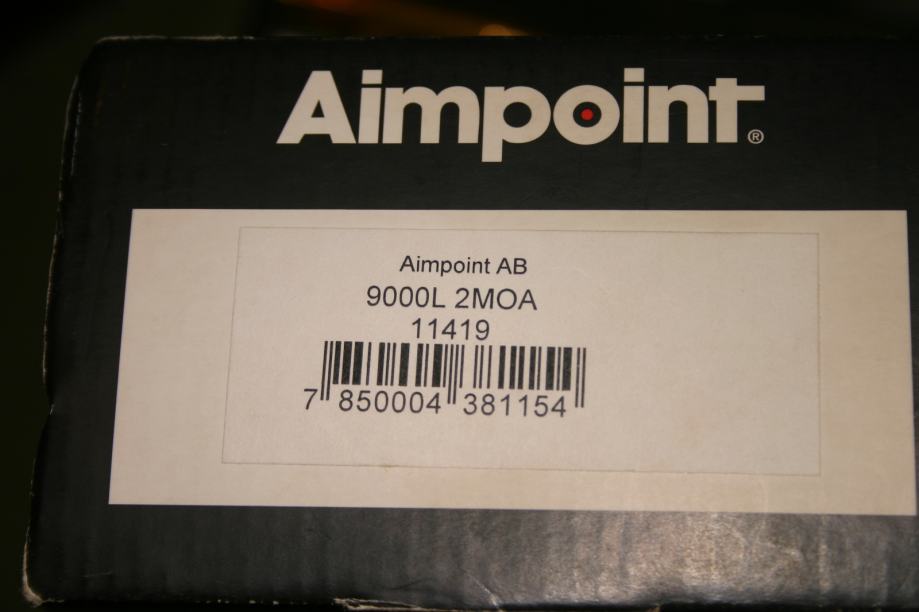 Aimpoint®
Aimpoint AB
9000L 2MOA
11419
7 850004 381154